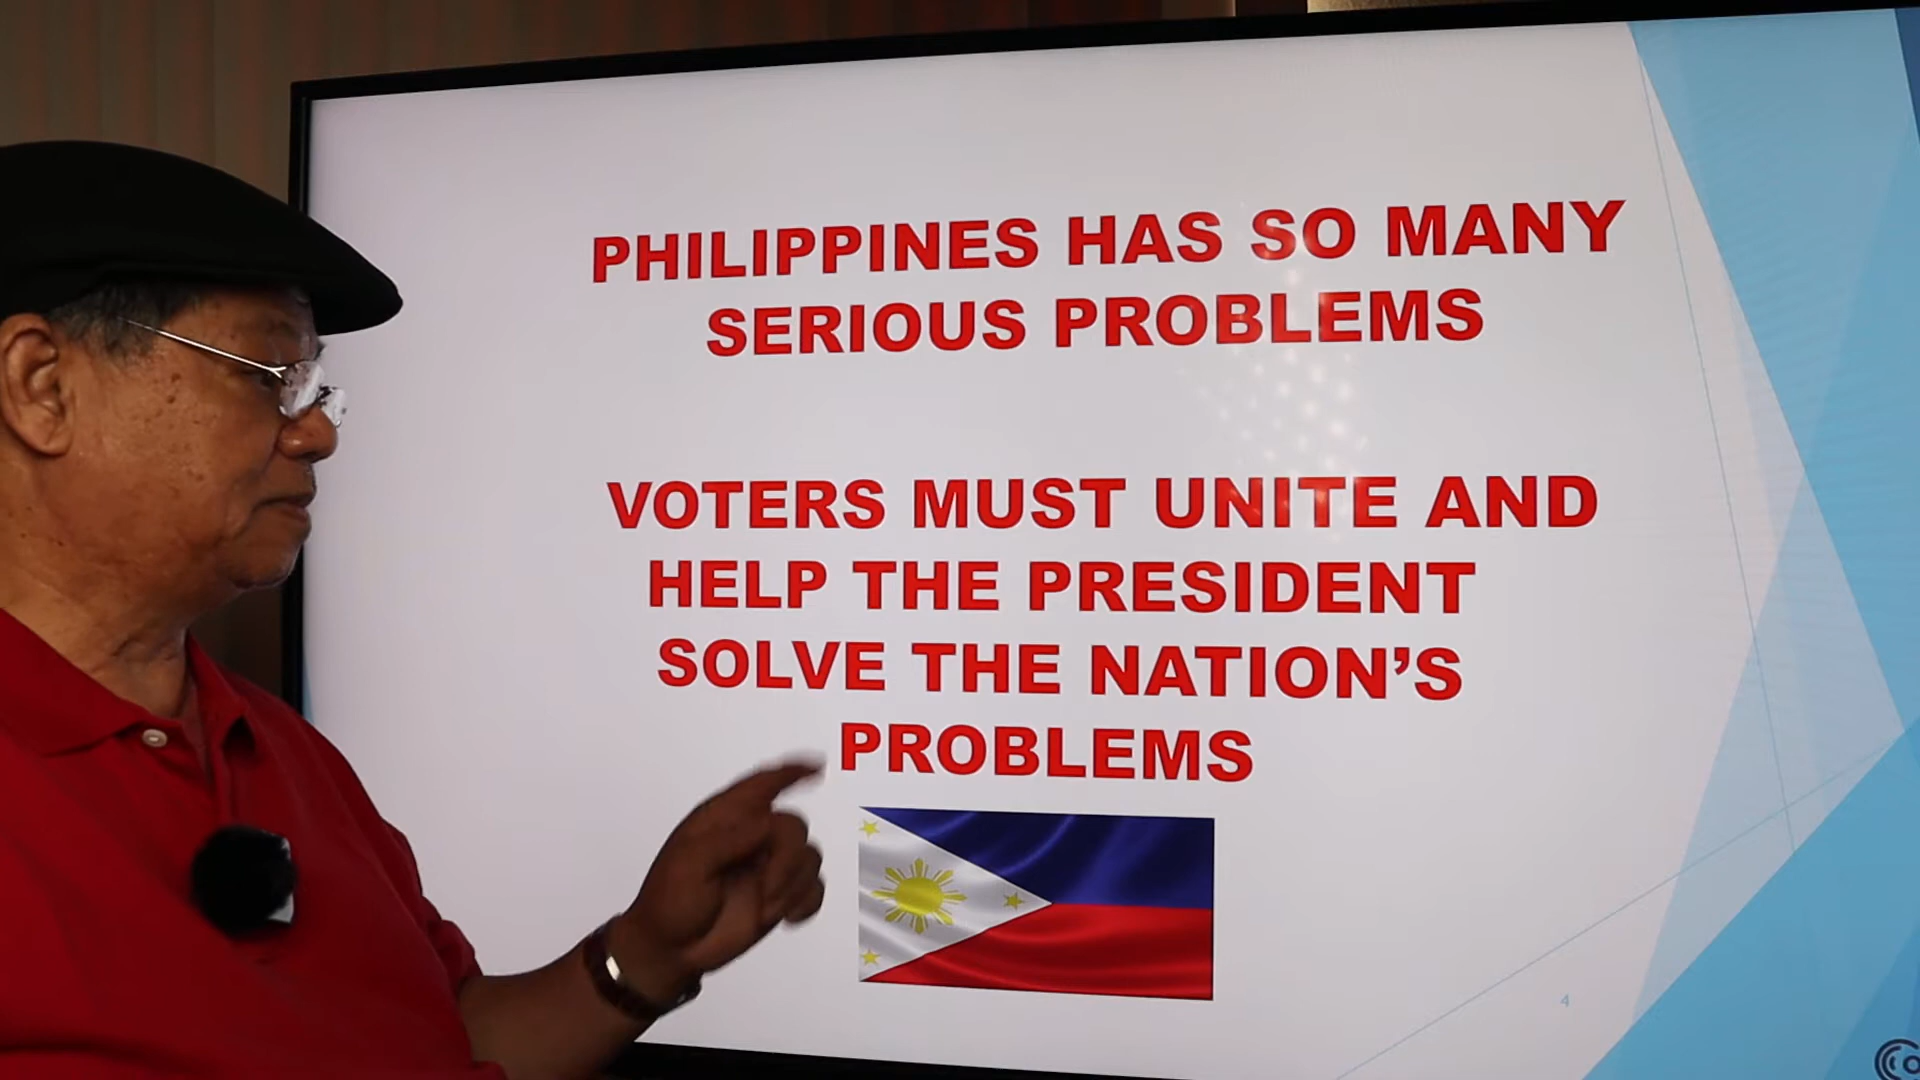 PHILIPPINES HAS SO MANY
SERIOUS PROBLEMS
VOTERS MUST UNITE AND
HELP THE PRESIDENT
SOLVE THE NATION’S
PROBLEMS
4